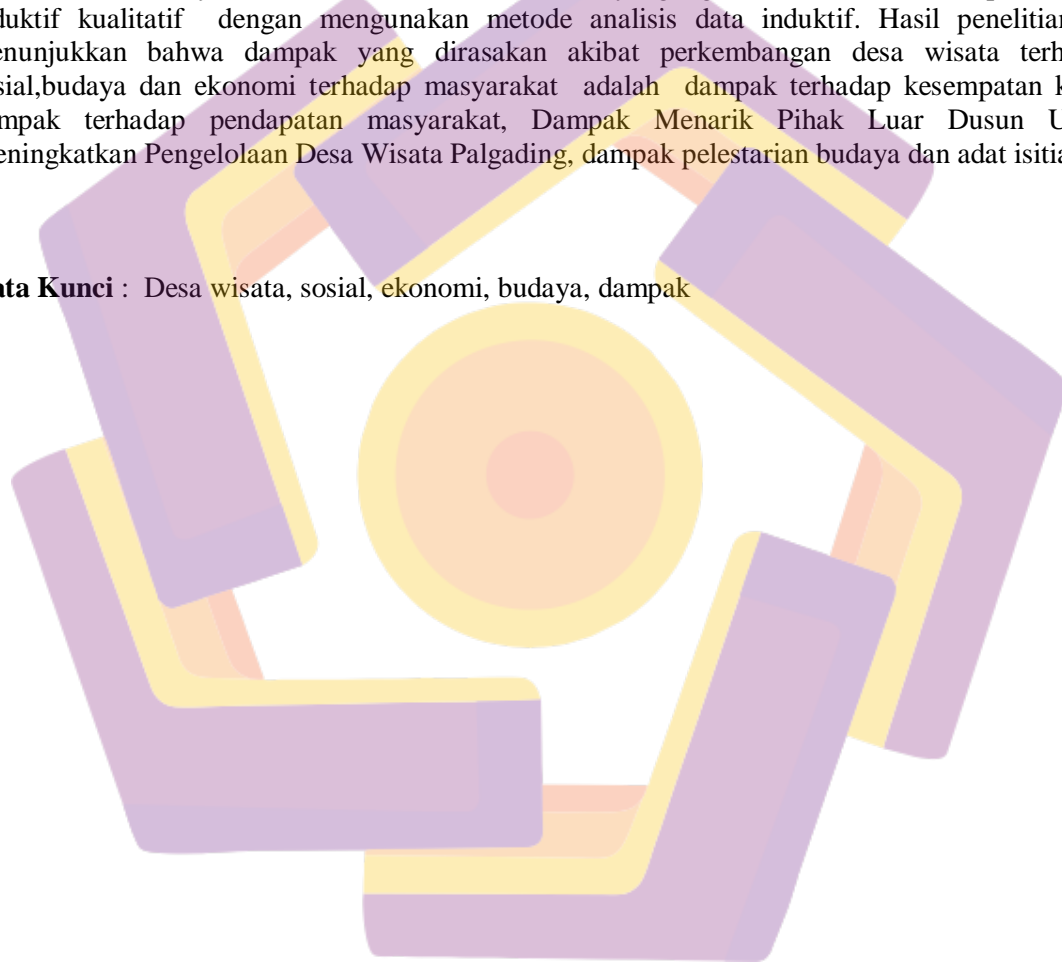 duktif kualitatif dengan mengunakan metode analisis data induktif. Hasil penelitian
enunjukkan bahwa dampak yang dirasakan akibat perkembangan desa wisata terh
sial,budaya dan ekonomi terhadap masyarakat adalah dampak terhadap kesempatan k
mpak terhadap pendapatan masyarakat, Dampak Menarik Pihak Luar Dusun U
eningkatkan Pengelolaan Desa Wisata Palgading, dampak pelestarian budaya dan adat isitia
ata Kunci : Desa wisata, sosial, ekonomi, budaya, dampak